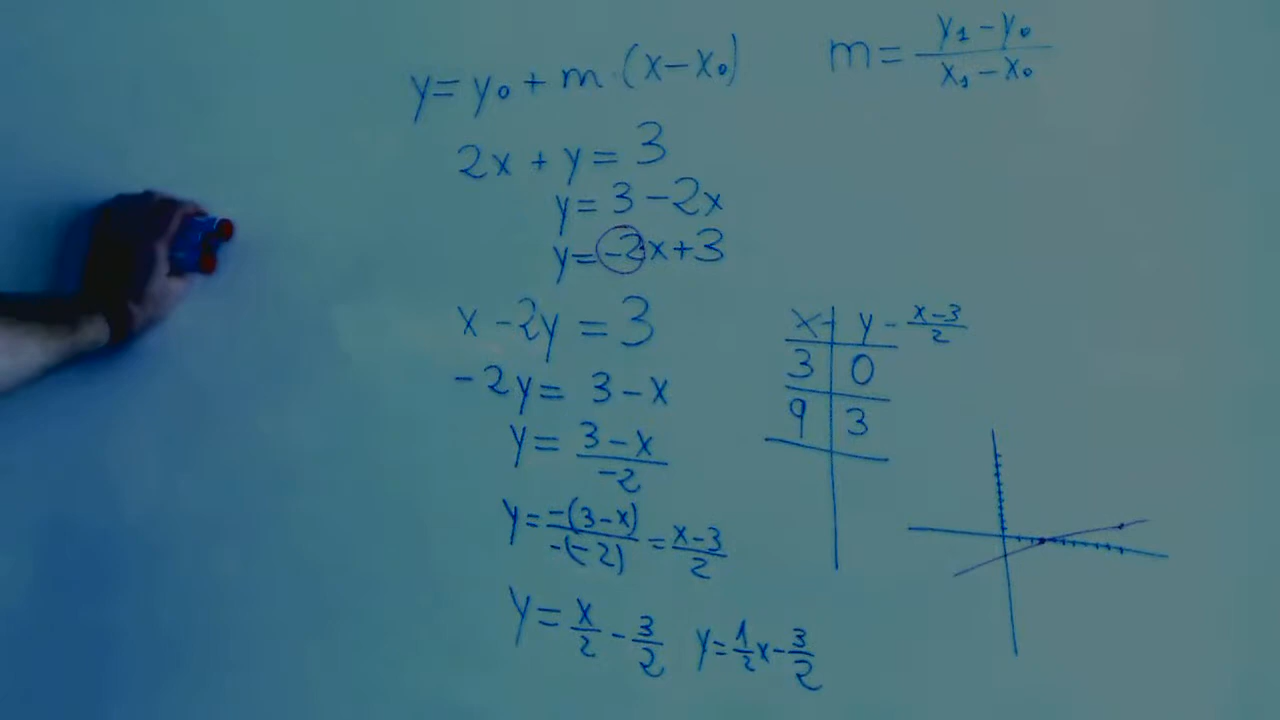 y = y₀ + m (x - x₀)
m = (y₁ - y₀)/(x₁ - x₀)
2x + y = 3
y = 3 - 2x
y = -2x + 3
x - 2y = 3
-2y = 3 - x
y = (3 - x)/-2
y = -(3 - x)/-(-2) = (x - 3)/2
y = x/2 - 3/2
y = 1/2 x - 3/2
x y = (x - 3)/2
3 0
9 3